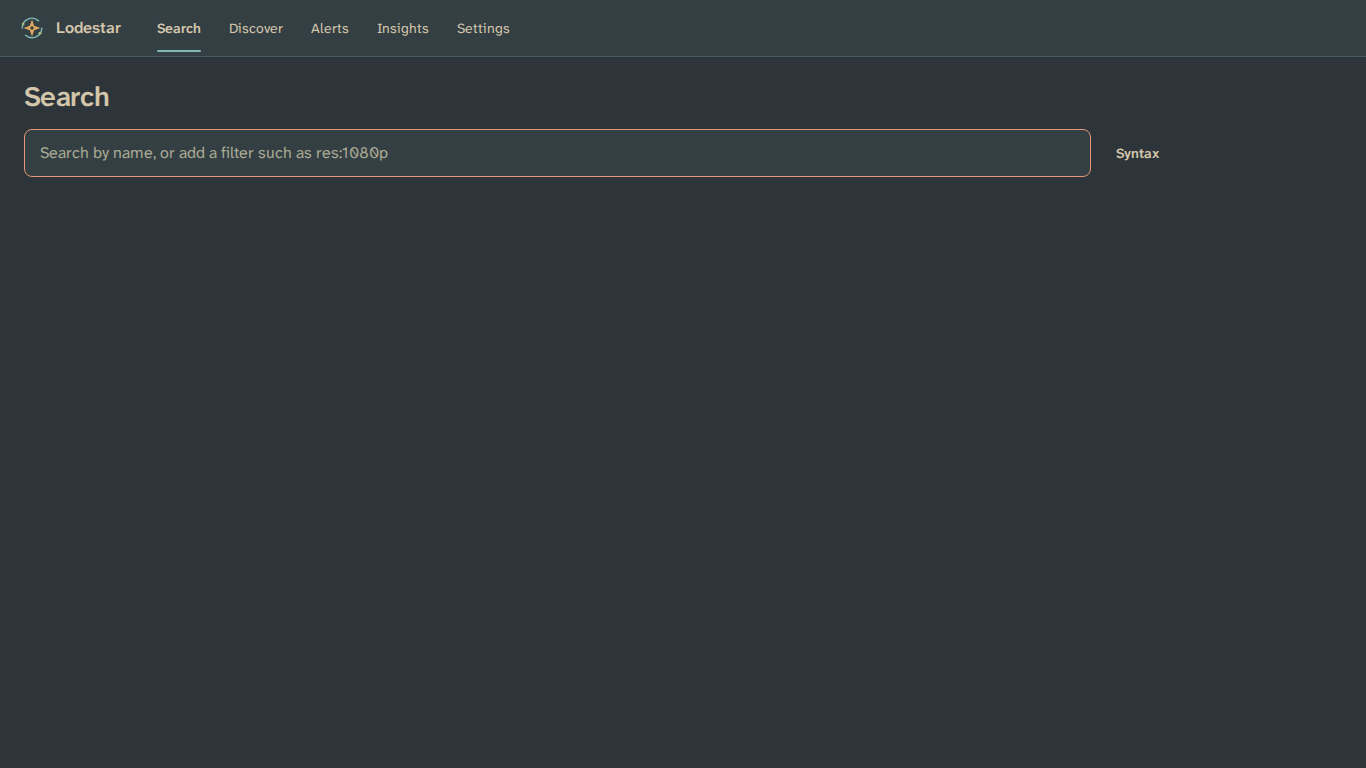 Lodestar
Search
Discover
Alerts
Insights
Settings
Search
Search by name, or add a filter such as res:1080p
Syntax